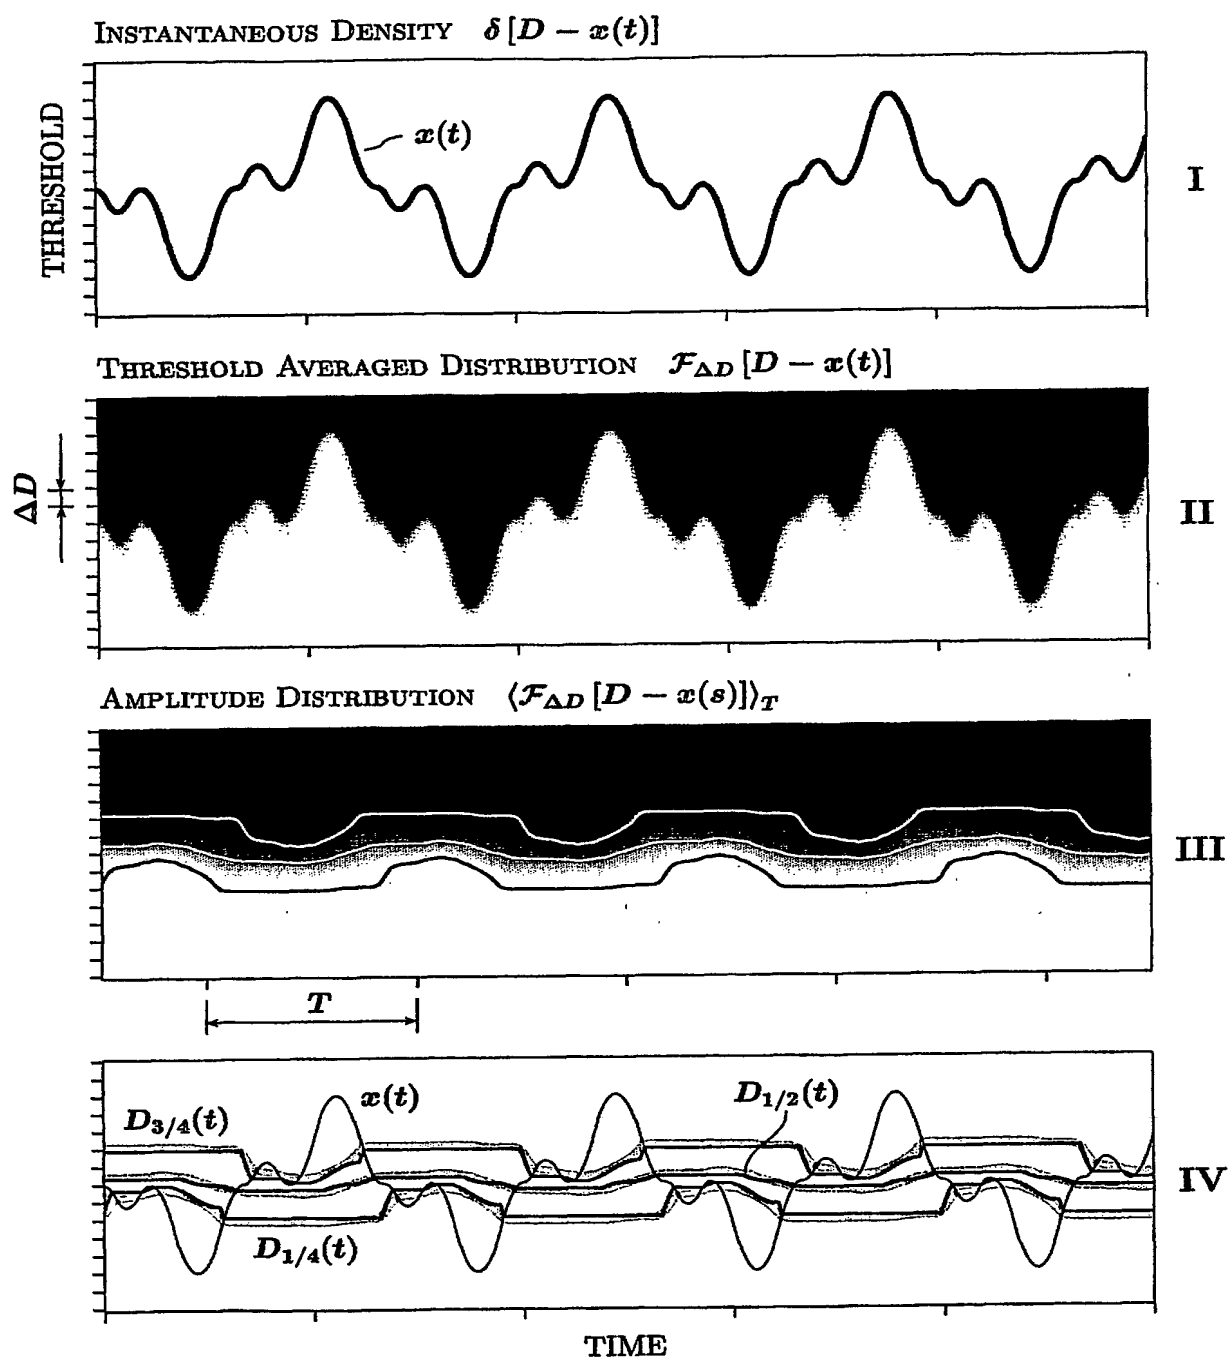 INSTANTANEOUS DENSITY δ[D − x(t)]
THRESHOLD
x(t)
I
THRESHOLD AVERAGED DISTRIBUTION ℱ_ΔD [D − x(t)]
ΔD
II
AMPLITUDE DISTRIBUTION ⟨ℱ_ΔD [D − x(s)]⟩_T
III
T
D_3/4(t)
x(t)
D_1/2(t)
IV
D_1/4(t)
TIME